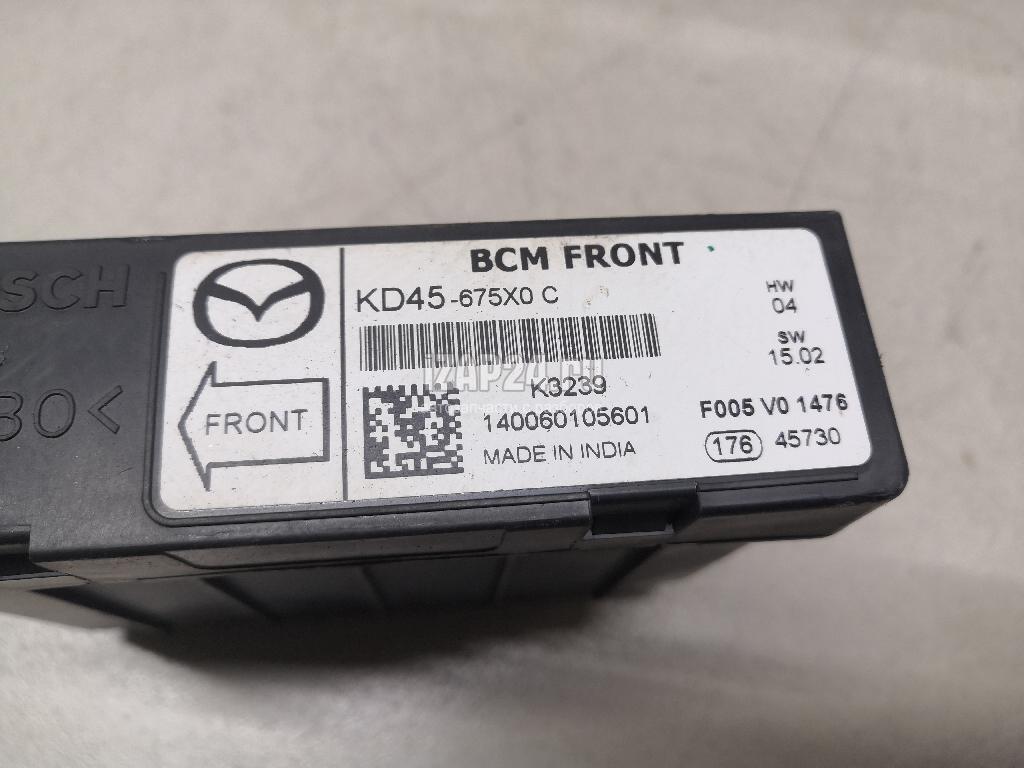 BCM FRONT
KD45-675X0 C
HW
04
SW
15.02
FRONT
K3239
140060105601
MADE IN INDIA
F005 V0 1476
176 45730
SCH
30<